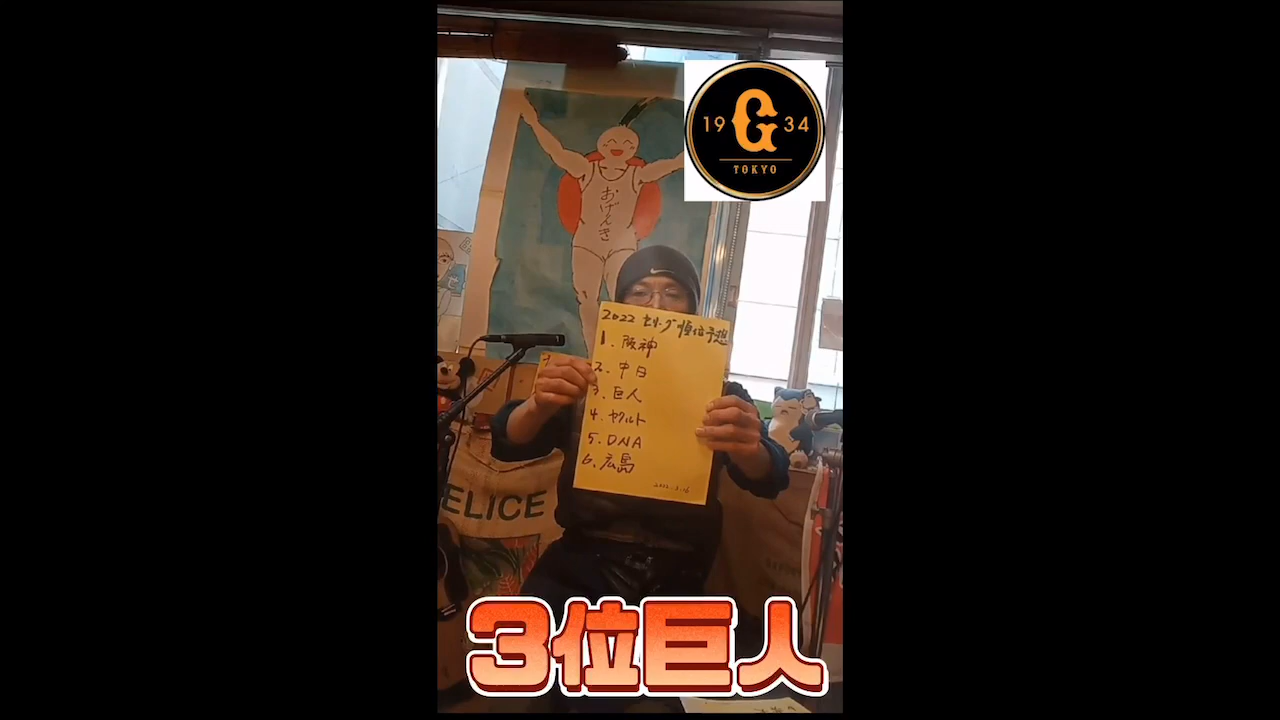 19 G 34
TOKYO
おげんき
2022 セリーグ順位予想
1. 阪神
2. 中日
3. 巨人
4. ヤクルト
5. DNA
6. 広島
ELICE
3位巨人